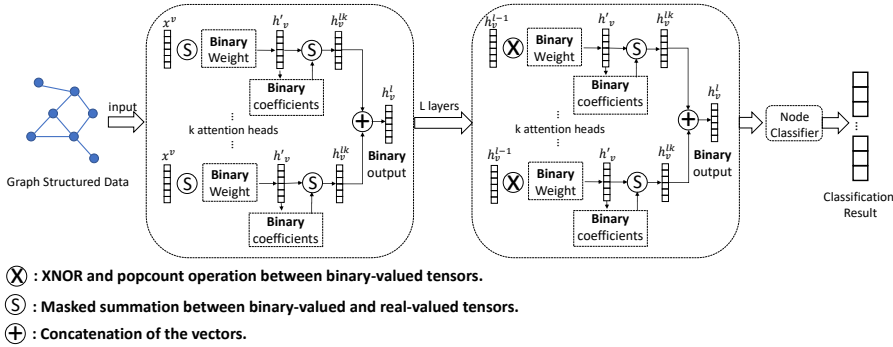 x^v
h'_v
h_v^{lk}
S
Binary
Weight
S
Binary
coefficients
h_v^l
input
k attention heads
Binary
output
x^v
h'_v
h_v^{lk}
S
Binary
Weight
S
Binary
coefficients
Graph Structured Data
L layers
h_v^{l-1}
h'_v
h_v^{lk}
Binary
Weight
S
Binary
coefficients
h_v^l
k attention heads
Binary
output
h_v^{l-1}
h'_v
h_v^{lk}
Binary
Weight
S
Binary
coefficients
Node
Classifier
Classification
Result
: XNOR and popcount operation between binary-valued tensors.
S : Masked summation between binary-valued and real-valued tensors.
: Concatenation of the vectors.